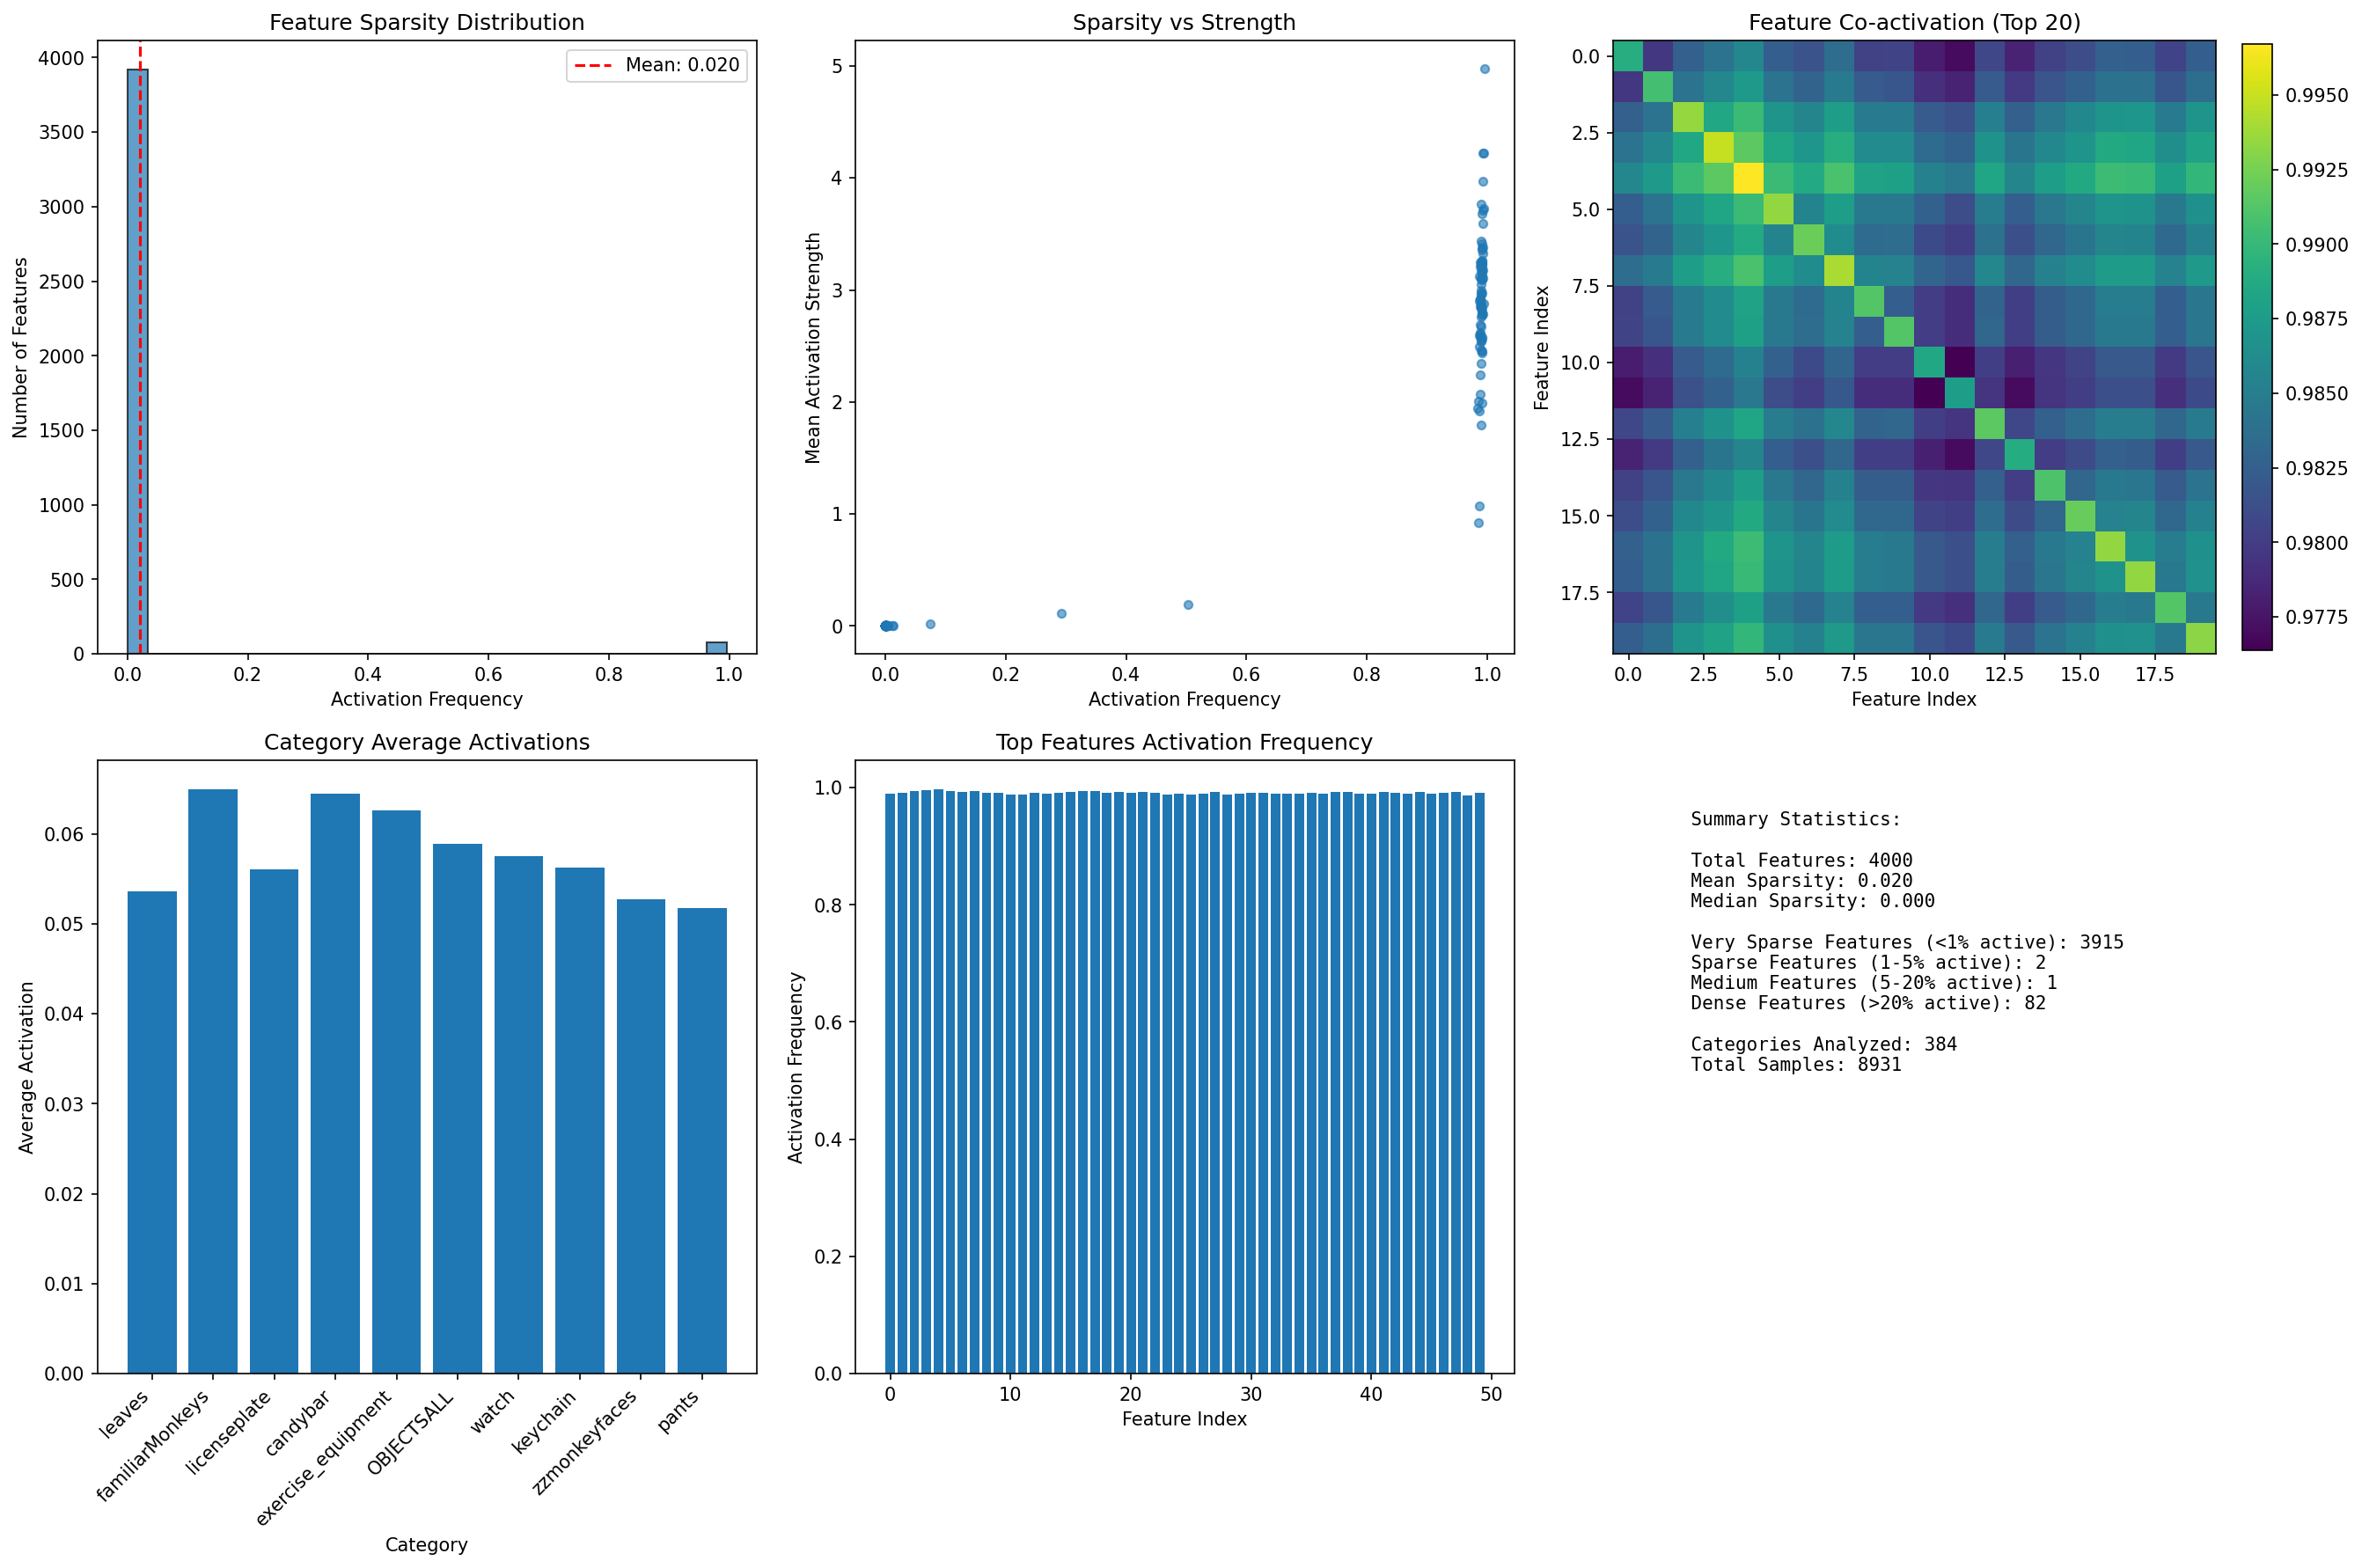 Feature Sparsity Distribution
Number of Features
4000
3500
3000
2500
2000
1500
1000
500
0
Mean: 0.020
0.0 0.2 0.4 0.6 0.8 1.0
Activation Frequency
Sparsity vs Strength
Mean Activation Strength
5
4
3
2
1
0
0.0 0.2 0.4 0.6 0.8 1.0
Activation Frequency
Feature Co-activation (Top 20)
Feature Index
0.0
2.5
5.0
7.5
10.0
12.5
15.0
17.5
0.0 2.5 5.0 7.5 10.0 12.5 15.0 17.5
Feature Index
0.9950
0.9925
0.9900
0.9875
0.9850
0.9825
0.9800
0.9775
Category Average Activations
Average Activation
0.06
0.05
0.04
0.03
0.02
0.01
0.00
leaves
familiarMonkeys
licenseplate
candybar
exercise_equipment
OBJECTSALL
watch
keychain
zzmonkeyfaces
pants
Category
Top Features Activation Frequency
Activation Frequency
1.0
0.8
0.6
0.4
0.2
0.0
0 10 20 30 40 50
Feature Index
Summary Statistics:
Total Features: 4000
Mean Sparsity: 0.020
Median Sparsity: 0.000
Very Sparse Features (<1% active): 3915
Sparse Features (1-5% active): 2
Medium Features (5-20% active): 1
Dense Features (>20% active): 82
Categories Analyzed: 384
Total Samples: 8931